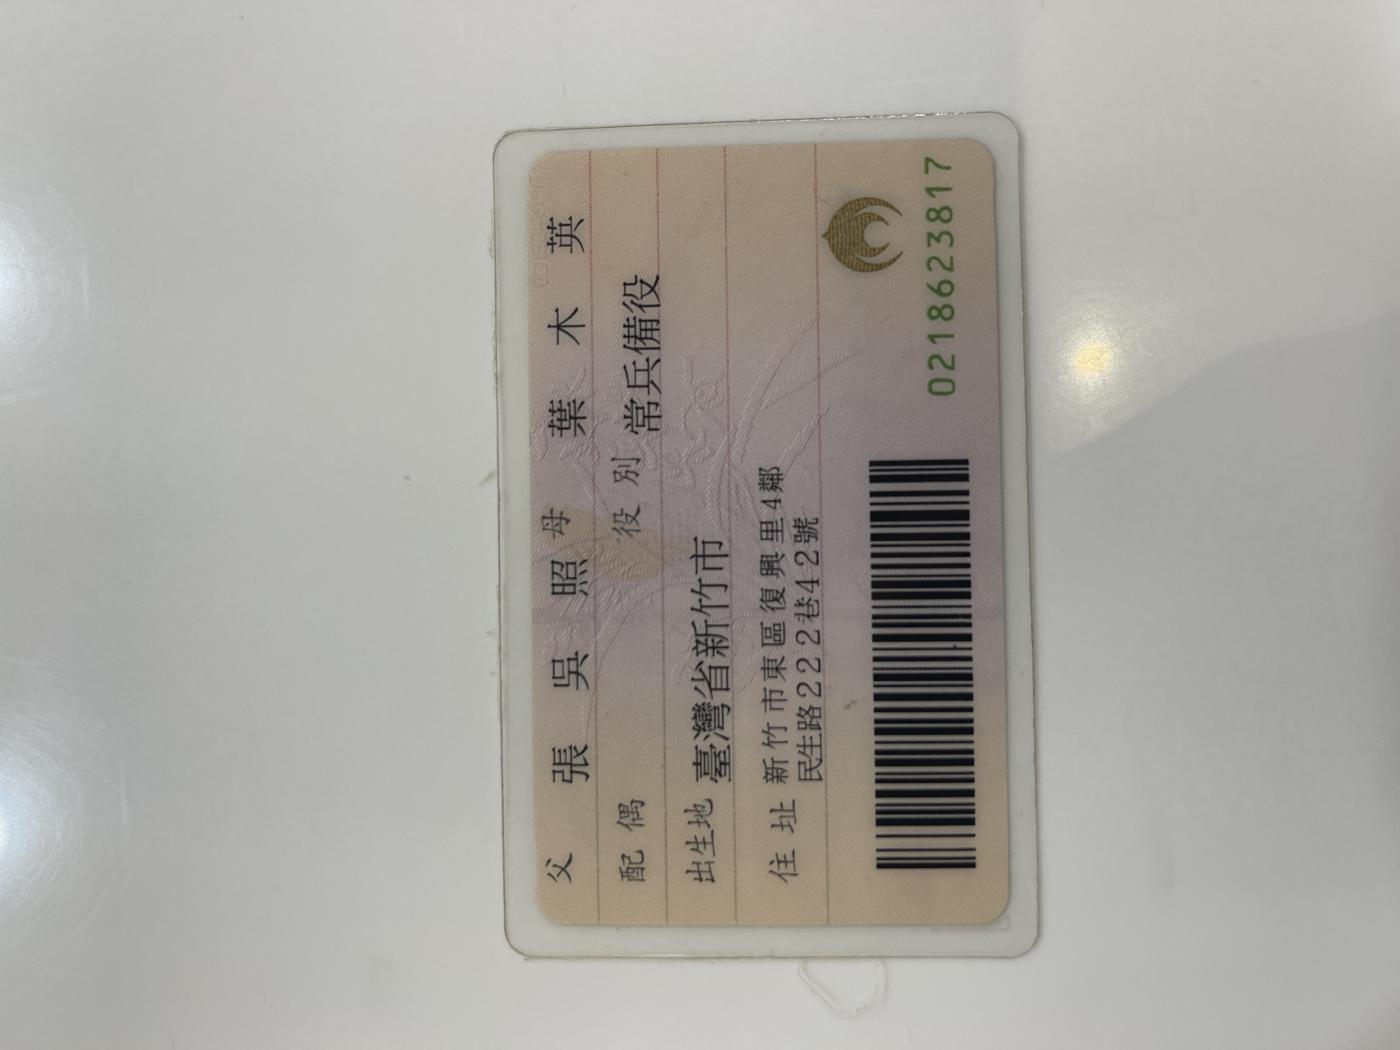 父 張吳照 母 葉木英
配偶 役別 常兵備役
出生地 臺灣省新竹市
住址 新竹市東區復興里4鄰
民生路222巷42號
0218623817